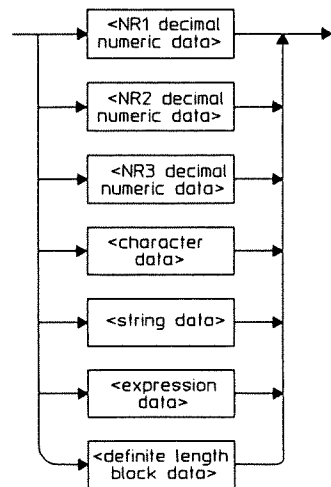 <NR1 decimal
numeric data>
<NR2 decimal
numeric data>
<NR3 decimal
numeric data>
<character
data>
<string data>
<expression
data>
<definite length
block data>